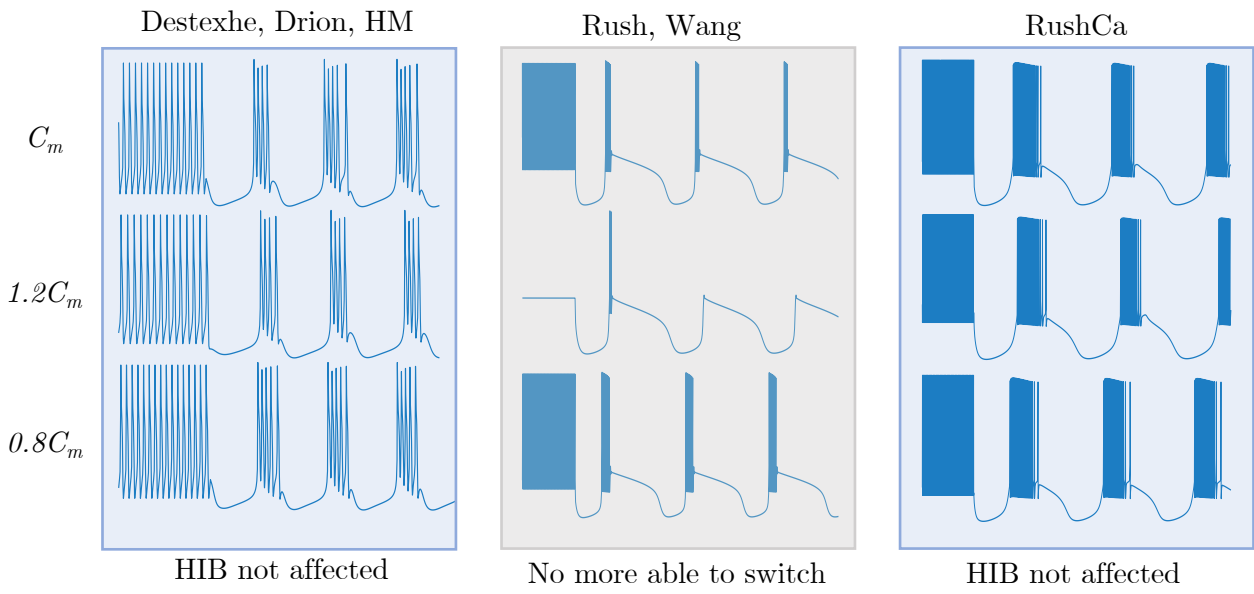 Destexhe, Drion, HM
Rush, Wang
RushCa
C_m
1.2C_m
0.8C_m
HIB not affected
No more able to switch
HIB not affected